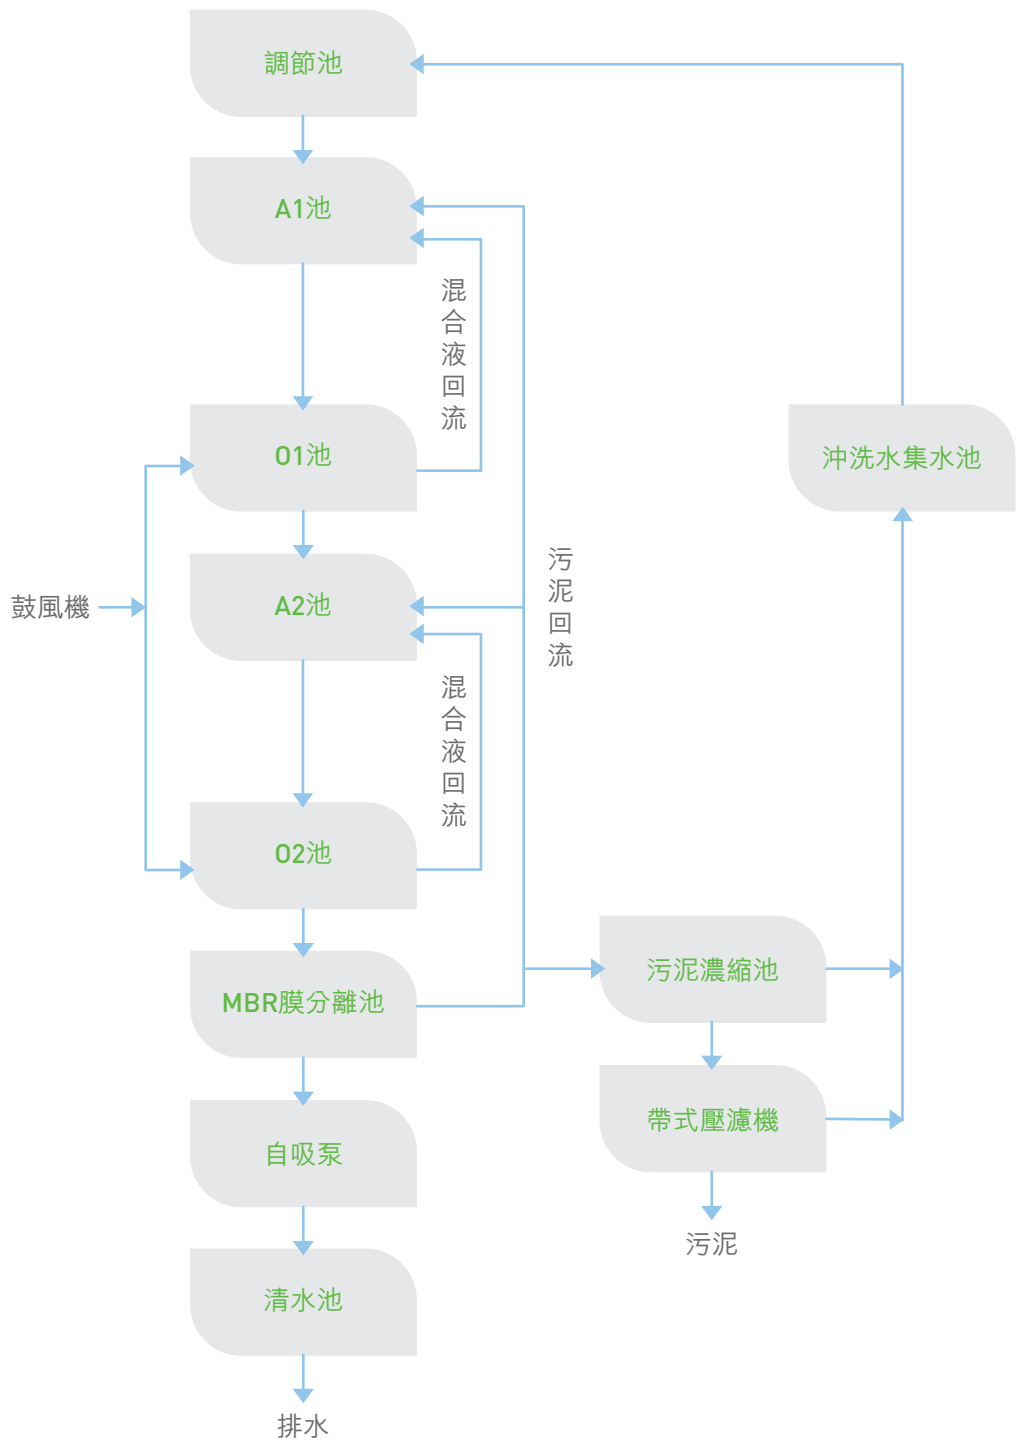 調節池
A1池
混合液回流
O1池
沖洗水集水池
污泥回流
A2池
鼓風機
混合液回流
O2池
污泥濃縮池
MBR膜分離池
帶式壓濾機
自吸泵
污泥
清水池
排水